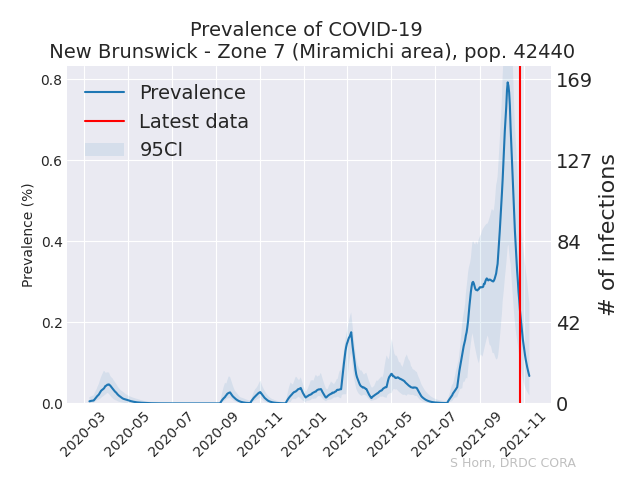 Prevalence of COVID-19
New Brunswick - Zone 7 (Miramichi area), pop. 42440
Prevalence
Latest data
95CI
0.8
0.6
0.4
0.2
0.0
Prevalence (%)
169
127
84
42
0
# of infections
2020-03
2020-05
2020-07
2020-09
2020-11
2021-01
2021-03
2021-05
2021-07
2021-09
2021-11
S Horn, DRDC CORA